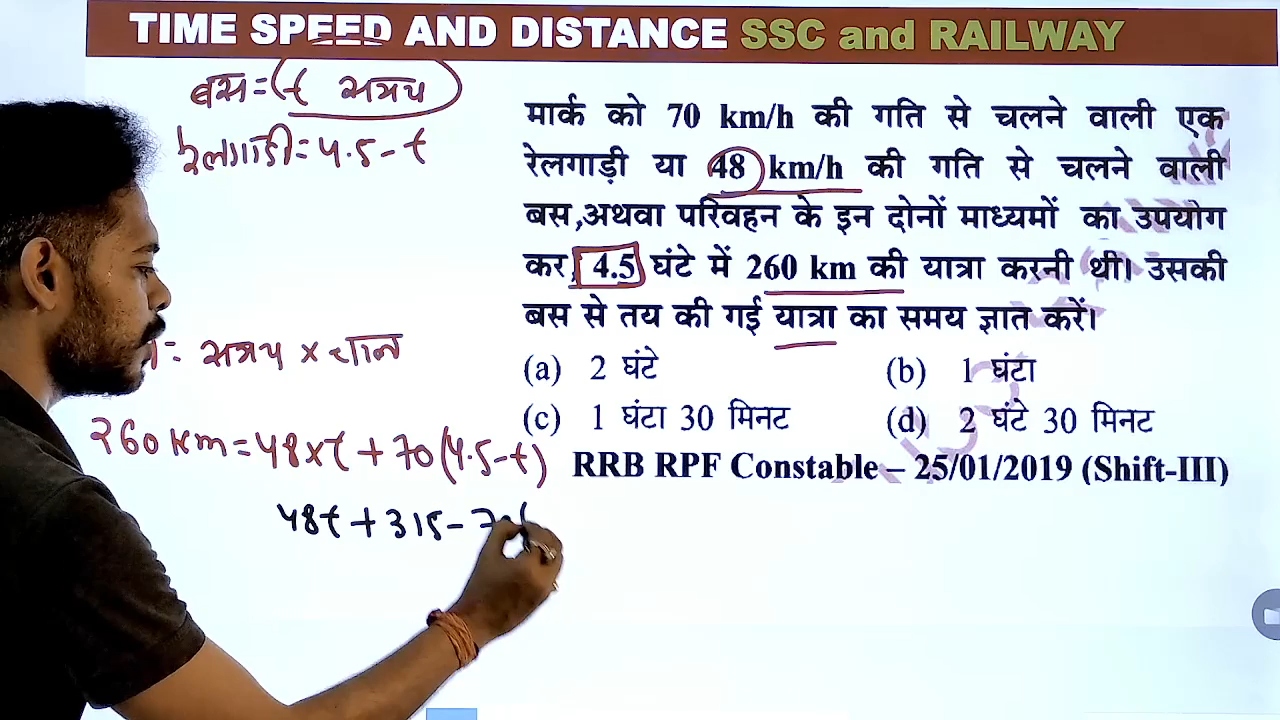 TIME SPEED AND DISTANCE SSC and RAILWAY
बस = t समय
रेलगाड़ी = 4.5 - t
मार्क को 70 km/h की गति से चलने वाली एक
रेलगाड़ी या 48 km/h की गति से चलने वाली
बस,अथवा परिवहन के इन दोनों माध्यमों का उपयोग
कर, 4.5 घंटे में 260 km की यात्रा करनी थी। उसकी
बस से तय की गई यात्रा का समय ज्ञात करें।
(a) 2 घंटे (b) 1 घंटा
(c) 1 घंटा 30 मिनट (d) 2 घंटे 30 मिनट
RRB RPF Constable – 25/01/2019 (Shift-III)
= समय × चाल
260 km = 48×t + 70(4.5-t)
48t + 315 -